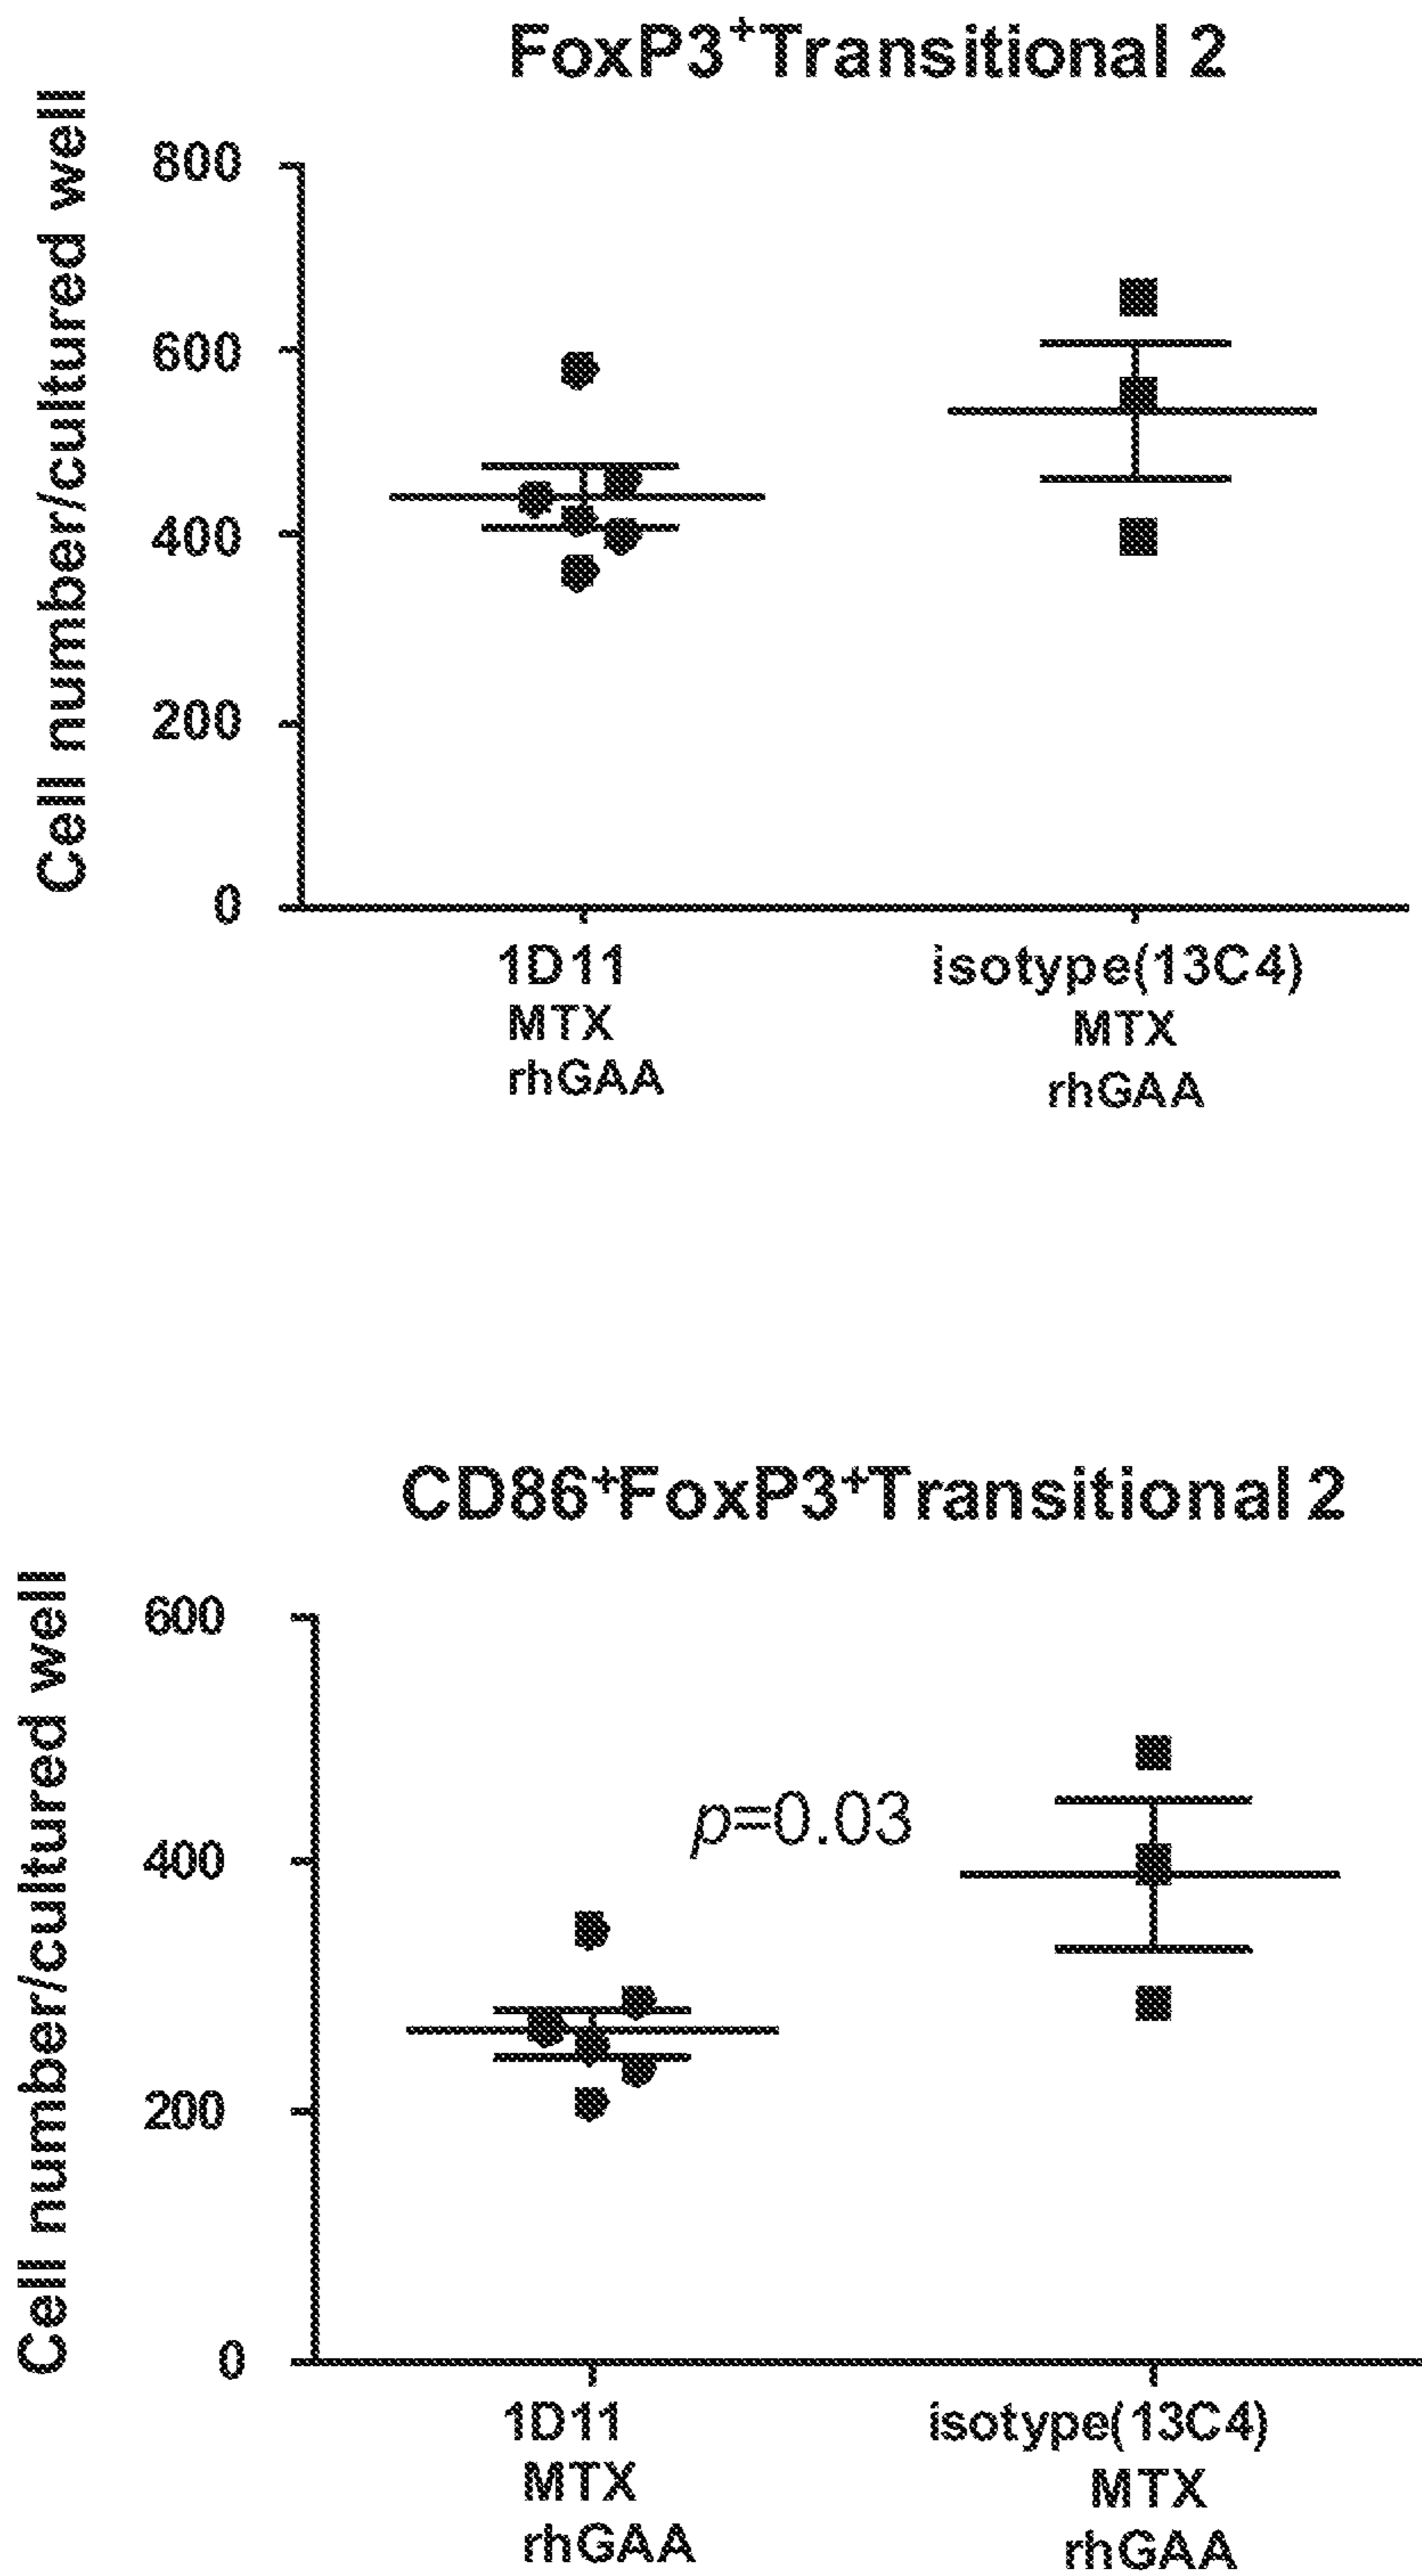 FoxP3⁺Transitional 2
Cell number/cultured well
800
600
400
200
0
1D11
MTX
rhGAA
isotype(13C4)
MTX
rhGAA
CD86⁺FoxP3⁺Transitional 2
Cell number/cultured well
600
400
200
0
p=0.03
1D11
MTX
rhGAA
isotype(13C4)
MTX
rhGAA